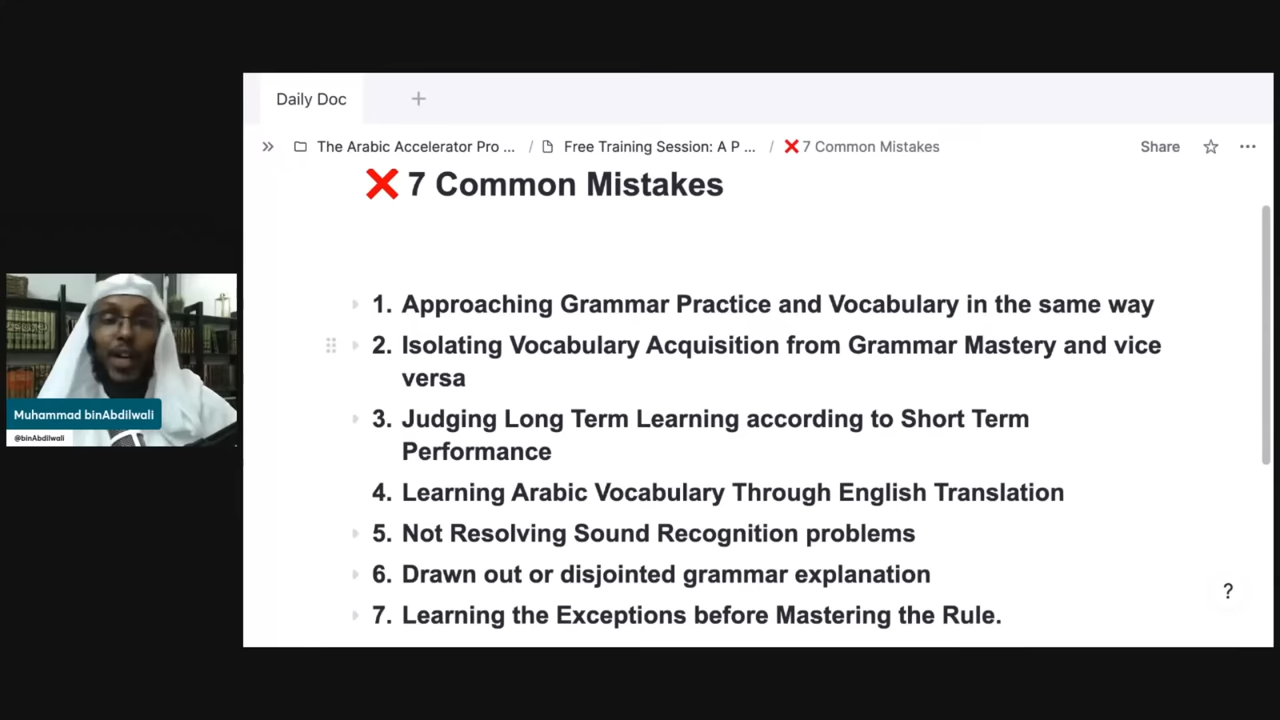 Daily Doc +
» The Arabic Accelerator Pro ... / Free Training Session: A P ... / ❌ 7 Common Mistakes Share ☆ ···
❌ 7 Common Mistakes
1. Approaching Grammar Practice and Vocabulary in the same way
2. Isolating Vocabulary Acquisition from Grammar Mastery and vice
versa
3. Judging Long Term Learning according to Short Term
Performance
4. Learning Arabic Vocabulary Through English Translation
5. Not Resolving Sound Recognition problems
6. Drawn out or disjointed grammar explanation
7. Learning the Exceptions before Mastering the Rule.
?
Muhammad binAbdilwali
@binAbdilwali